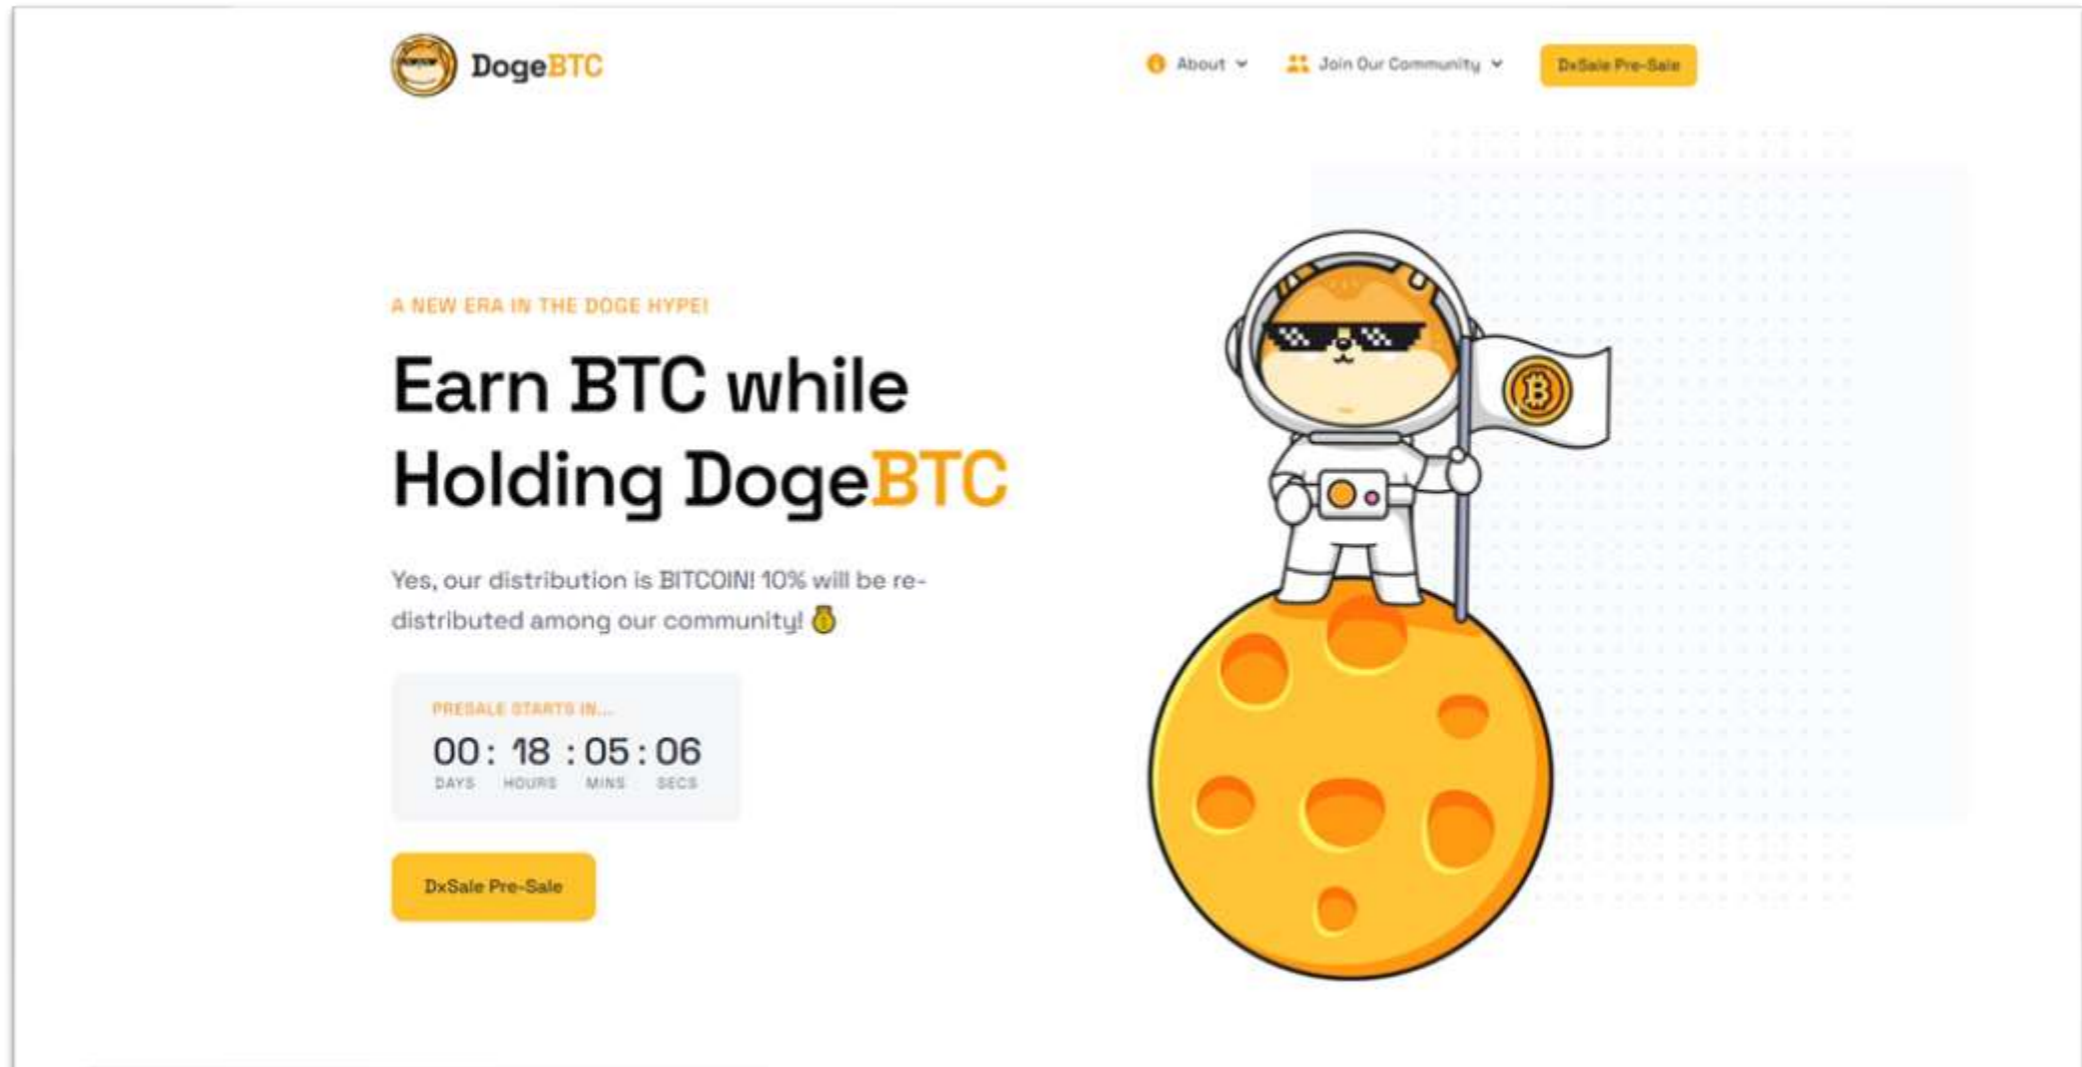 DogeBTC
About
Join Our Community
DxSale Pre-Sale
A NEW ERA IN THE DOGE HYPE!
Earn BTC while
Holding DogeBTC
Yes, our distribution is BITCOIN! 10% will be re-
distributed among our community!
PRESALE STARTS IN...
00 : 18 : 05 : 06
DAYS HOURS MINS SECS
DxSale Pre-Sale